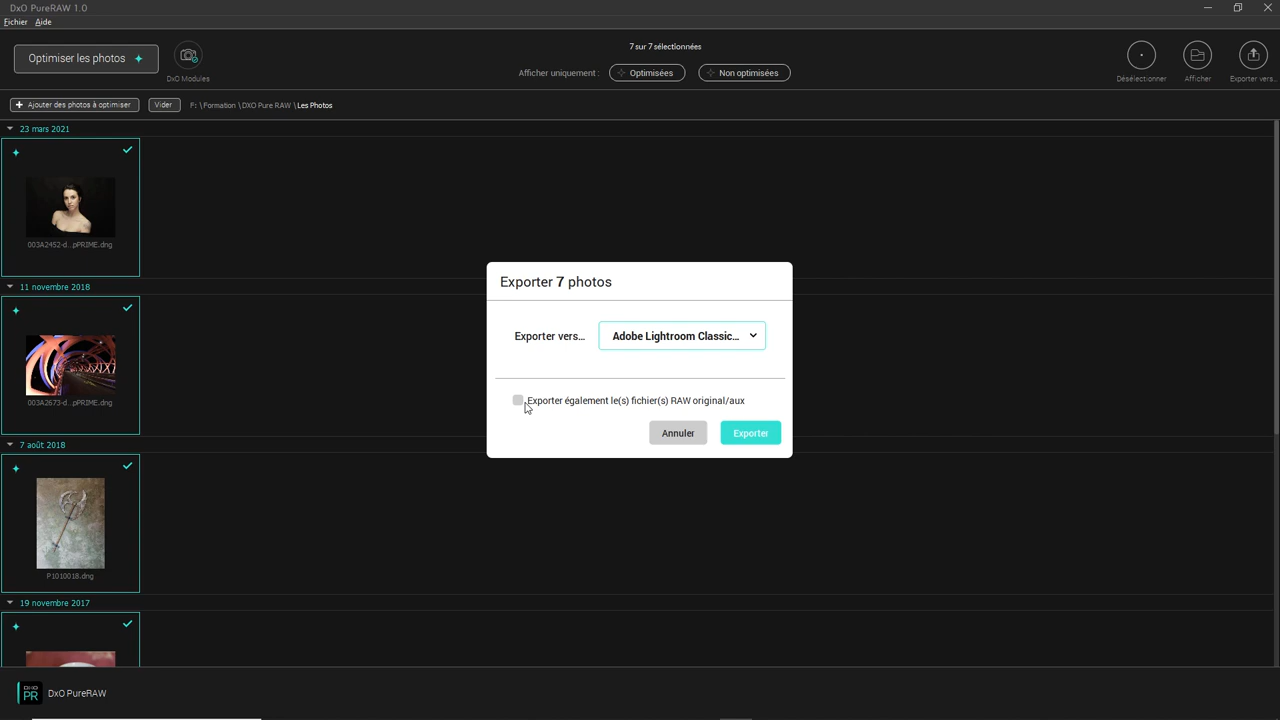 DxO PureRAW 1.0
Fichier Aide
Optimiser les photos
DxO Modules
7 sur 7 sélectionnées
Afficher uniquement :
Optimisées
Non optimisées
Désélectionner
Afficher
Exporter vers...
Ajouter des photos à optimiser
Vider
F: \ Formation \ DXO Pure RAW \ Les Photos
23 mars 2021
003A2452-d...pPRIME.dng
11 novembre 2018
003A2673-d...pPRIME.dng
7 août 2018
P1010018.dng
19 novembre 2017
Exporter 7 photos
Exporter vers...
Adobe Lightroom Classic...
Exporter également le(s) fichier(s) RAW original/aux
Annuler
Exporter
DxO PR
DxO PureRAW